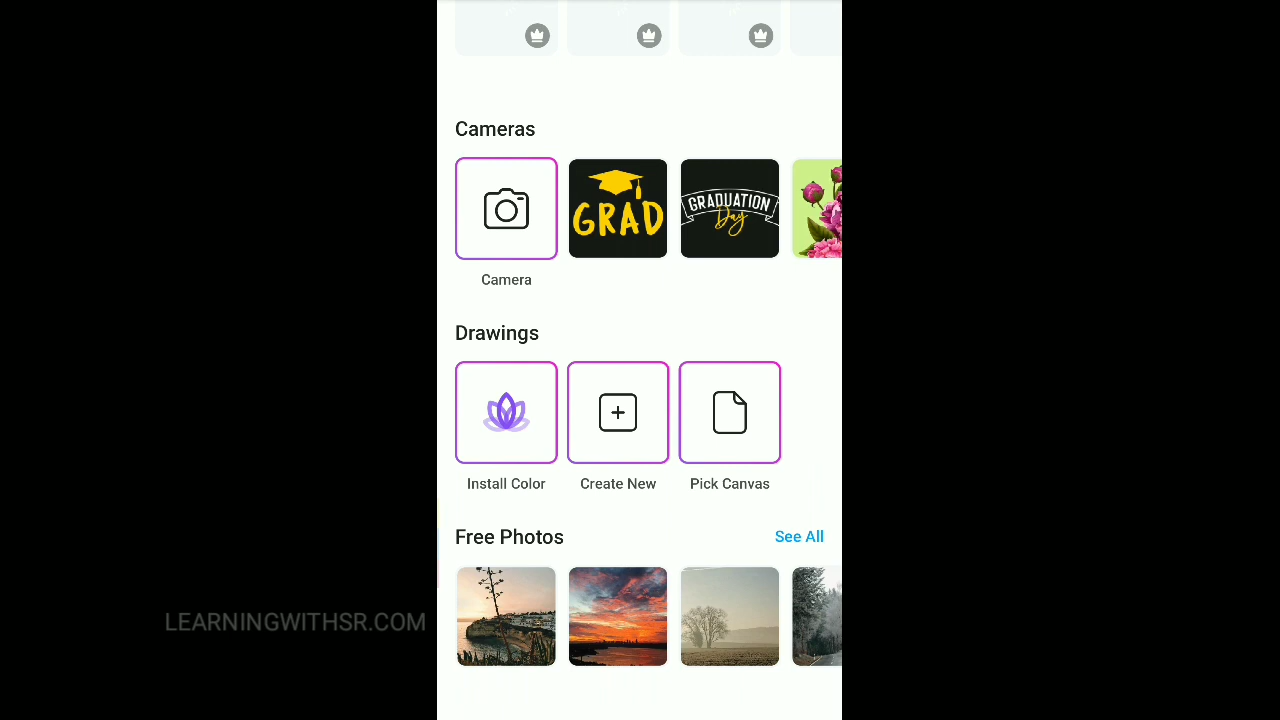 Cameras
GRAD
GRADUATION
Day
Camera
Drawings
Install Color
Create New
Pick Canvas
Free Photos
See All
LEARNINGWITHSR.COM